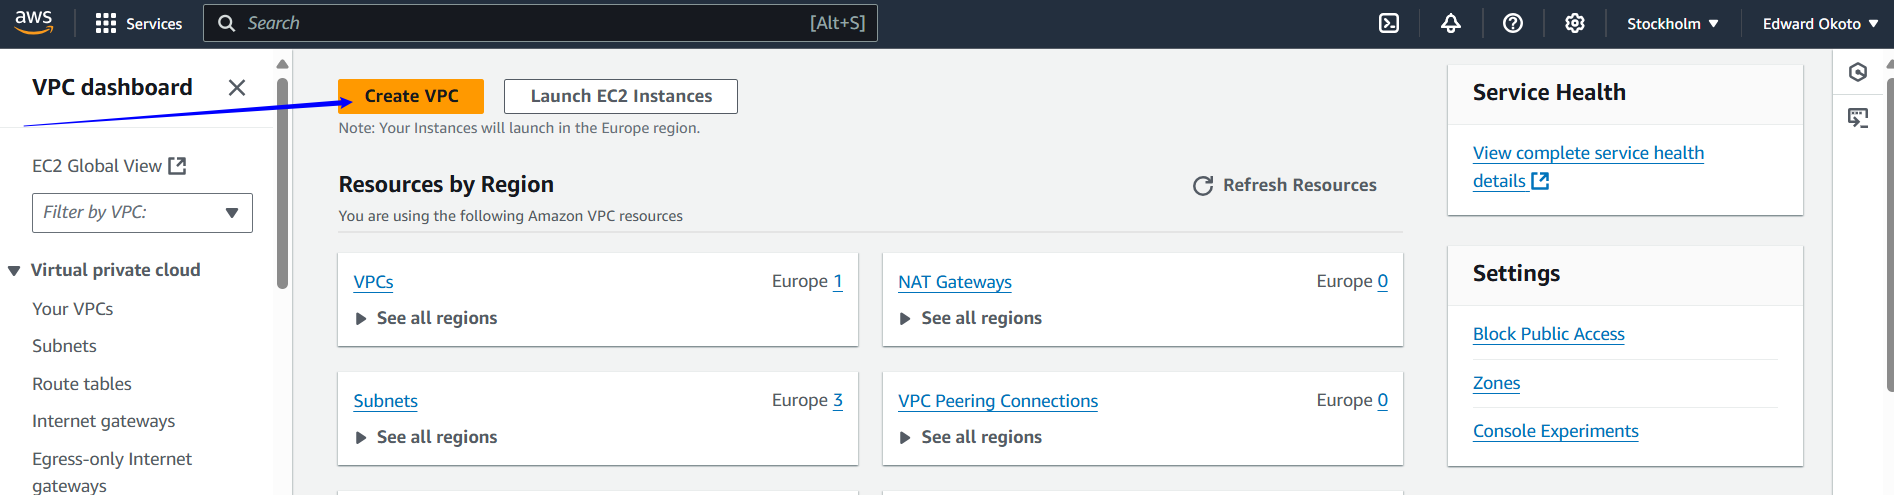 aws
Services
Search
[Alt+S]
Stockholm
Edward Okoto
VPC dashboard
EC2 Global View
Filter by VPC:
Virtual private cloud
Your VPCs
Subnets
Route tables
Internet gateways
Egress-only Internet
gateways
Create VPC
Launch EC2 Instances
Note: Your Instances will launch in the Europe region.
Resources by Region
Refresh Resources
You are using the following Amazon VPC resources
VPCs
Europe 1
See all regions
NAT Gateways
Europe 0
See all regions
Subnets
Europe 3
See all regions
VPC Peering Connections
Europe 0
See all regions
Service Health
View complete service health
details
Settings
Block Public Access
Zones
Console Experiments